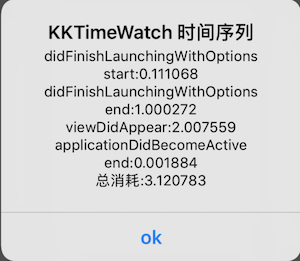 KKTimeWatch 时间序列
didFinishLaunchingWithOptions
start:0.111068
didFinishLaunchingWithOptions
end:1.000272
viewDidAppear:2.007559
applicationDidBecomeActive
end:0.001884
总消耗:3.120783
ok